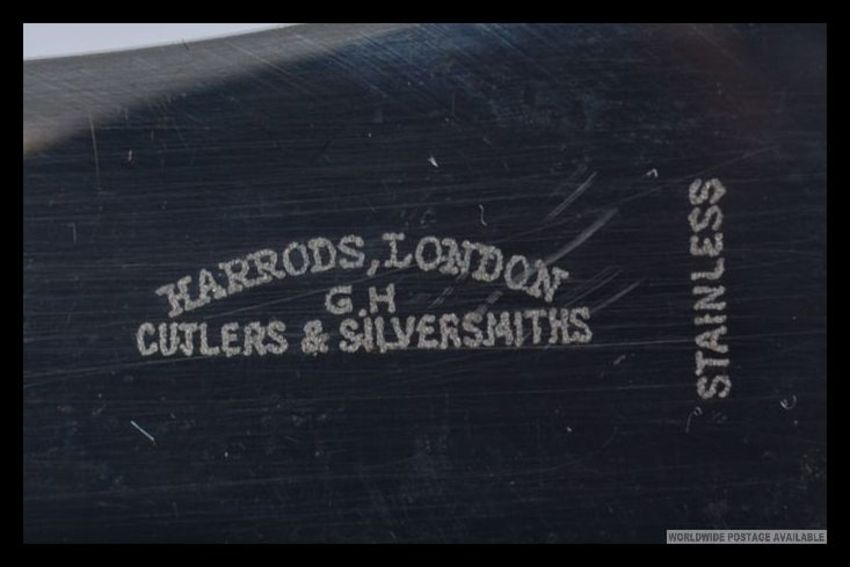 HARRODS, LONDON
G.H
CUTLERS & SILVERSMITHS
STAINLESS
WORLDWIDE POSTAGE AVAILABLE